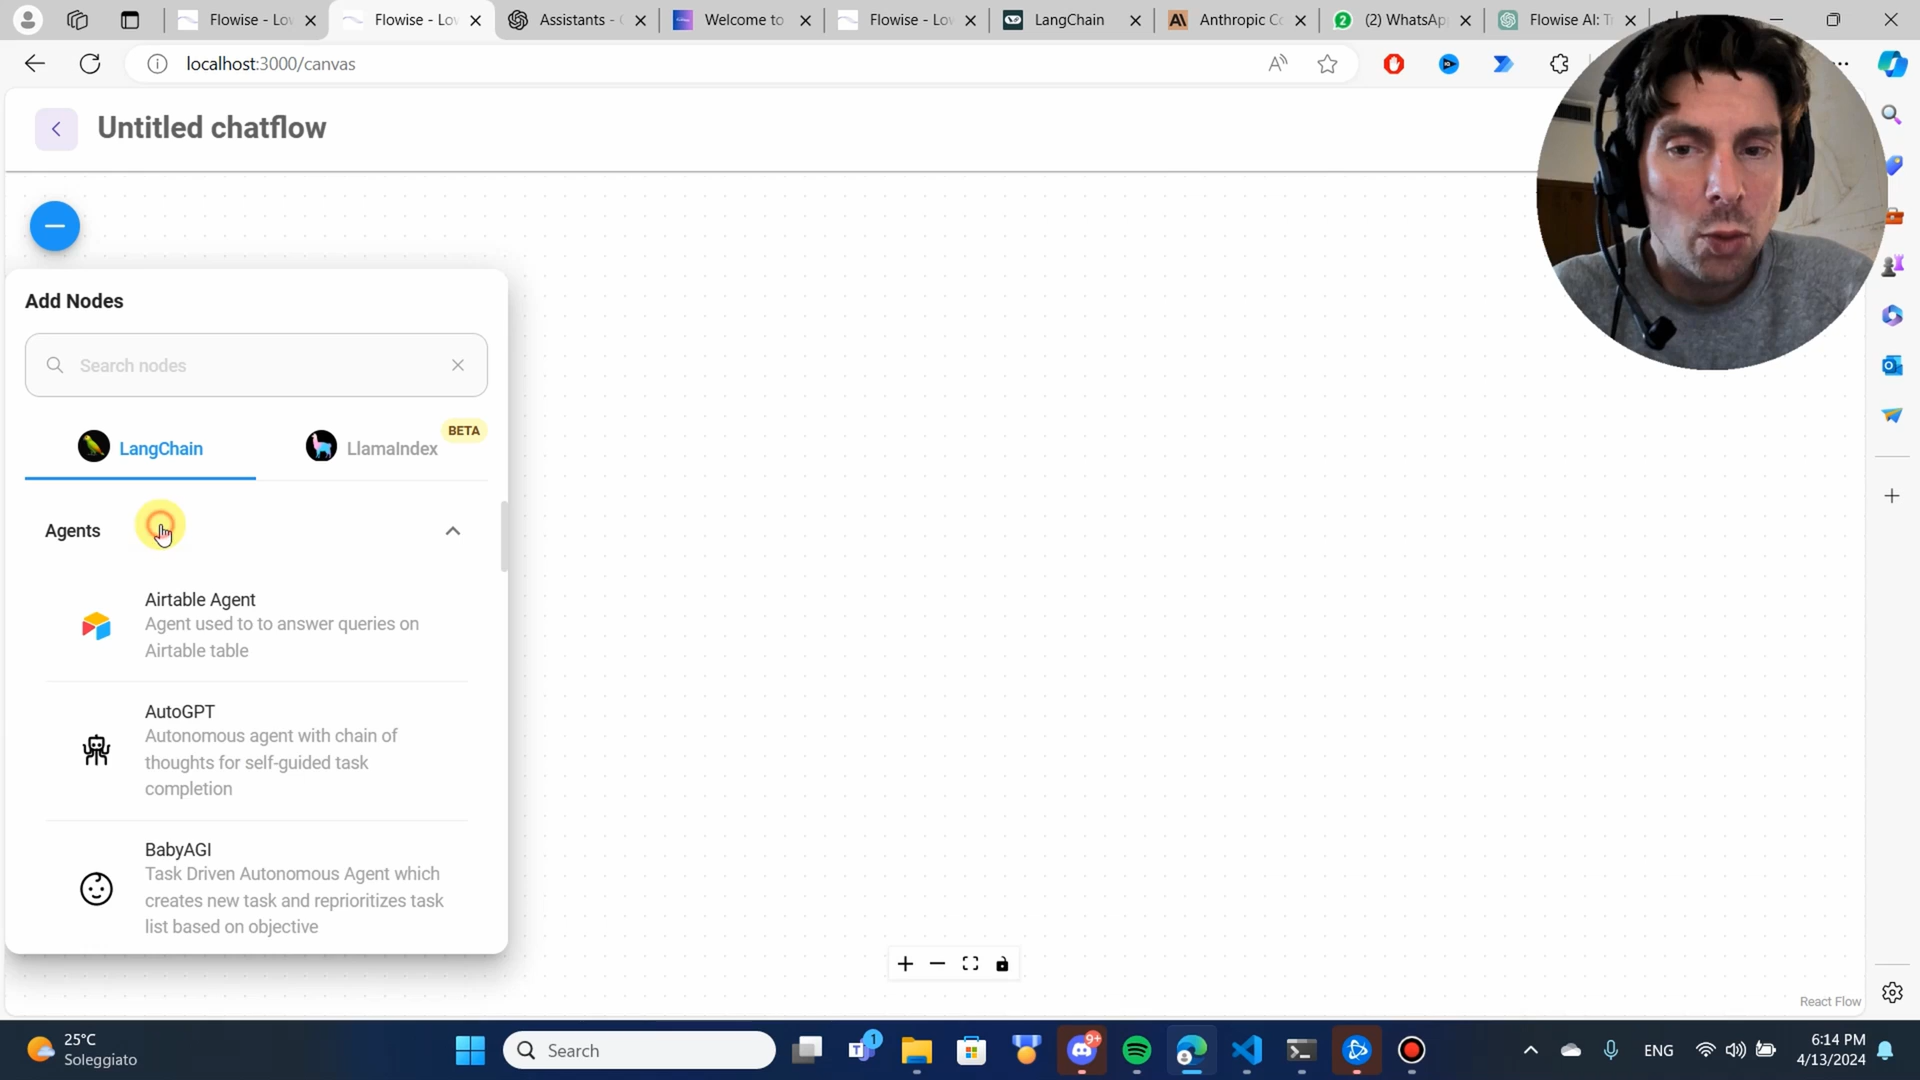 Flowise - Lo
Flowise - Lo
Assistants -
Welcome to
Flowise - Lov
LangChain
Anthropic Co
(2) WhatsAp
Flowise AI: T
localhost:3000/canvas
Untitled chatflow
Add Nodes
Search nodes
LangChain
LlamaIndex
BETA
Agents
Airtable Agent
Agent used to to answer queries on
Airtable table
AutoGPT
Autonomous agent with chain of
thoughts for self-guided task
completion
BabyAGI
Task Driven Autonomous Agent which
creates new task and reprioritizes task
list based on objective
React Flow
25°C
Soleggiato
Search
1
9+
ENG
6:14 PM
4/13/2024